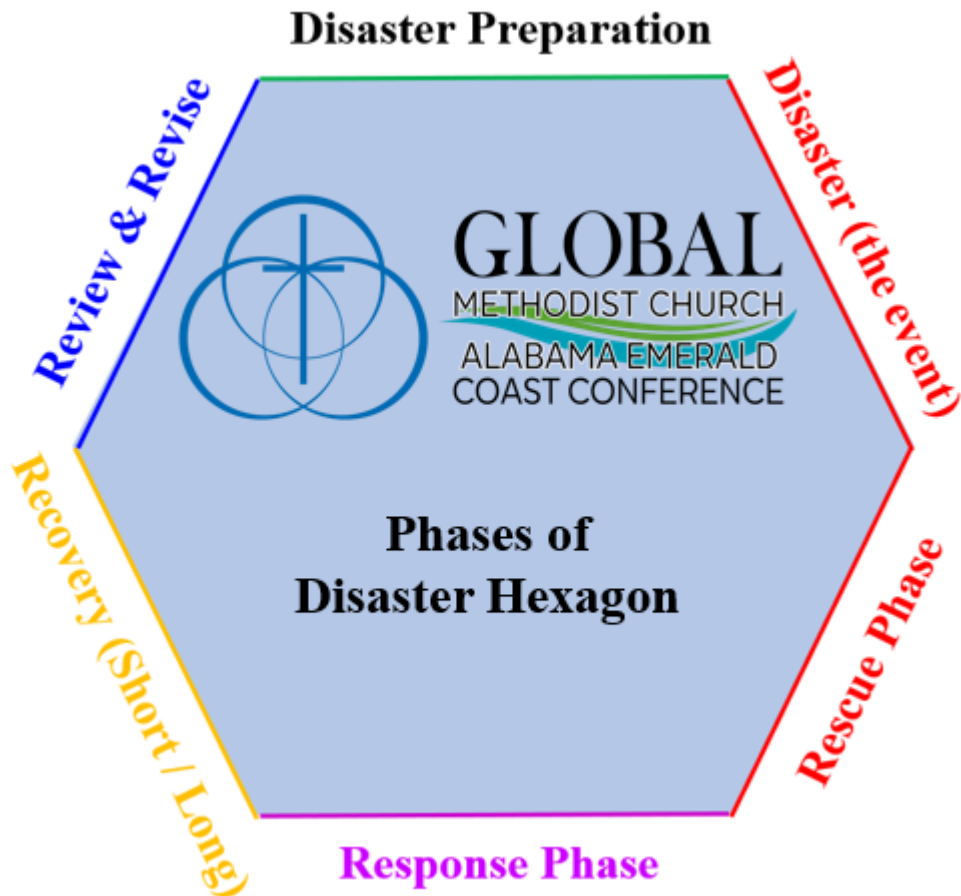 Disaster Preparation
Disaster (the event)
Rescue Phase
Response Phase
Recovery (Short / Long)
Review & Revise
GLOBAL
METHODIST CHURCH
ALABAMA EMERALD
COAST CONFERENCE
Phases of
Disaster Hexagon